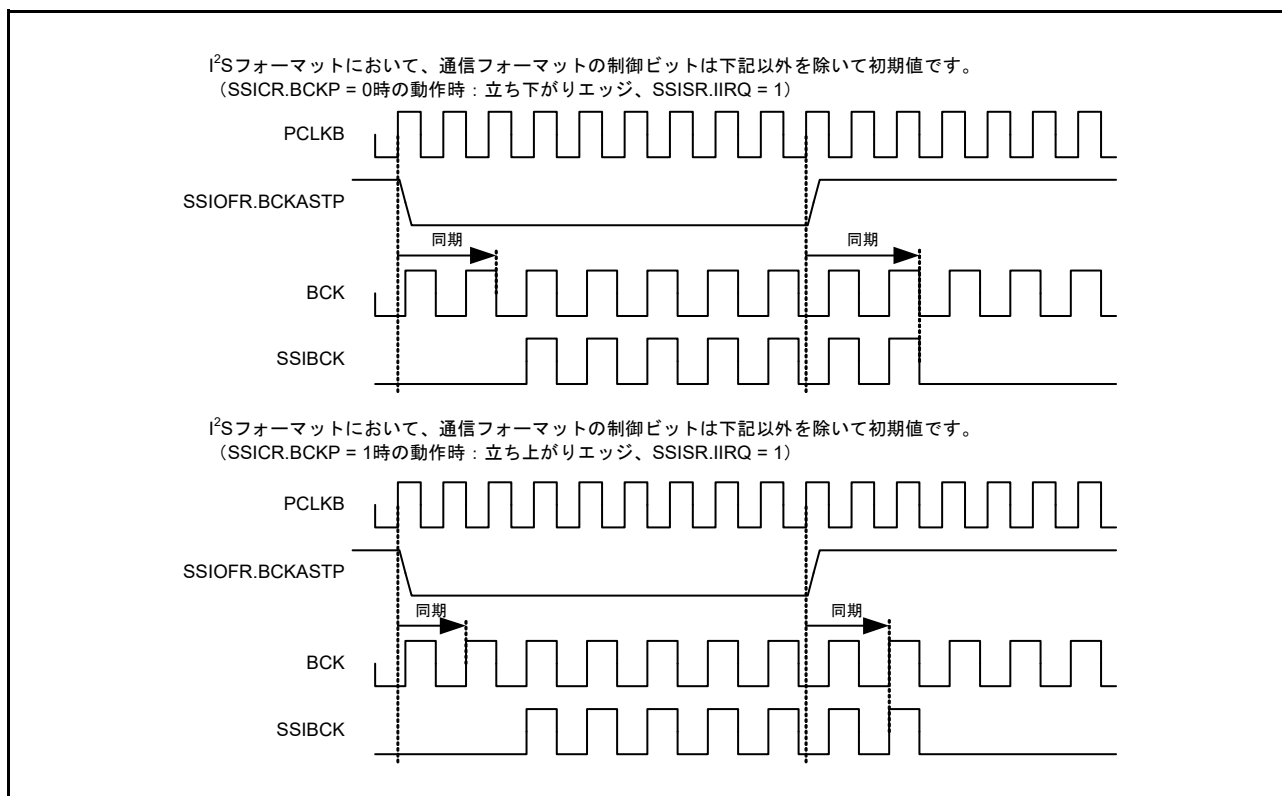 I²Sフォーマットにおいて、通信フォーマットの制御ビットは下記以外を除いて初期値です。
（SSICR.BCKP = 0時の動作時：立ち下がりエッジ、SSISR.IIRQ = 1）
PCLKB
SSIOFR.BCKASTP
同期
同期
BCK
SSIBCK
I²Sフォーマットにおいて、通信フォーマットの制御ビットは下記以外を除いて初期値です。
（SSICR.BCKP = 1時の動作時：立ち上がりエッジ、SSISR.IIRQ = 1）
PCLKB
SSIOFR.BCKASTP
同期
同期
BCK
SSIBCK